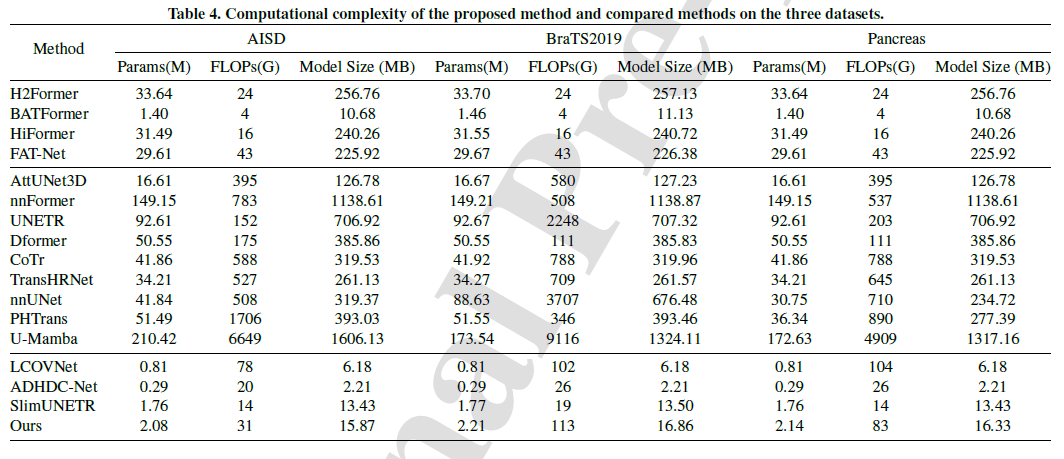 Table 4. Computational complexity of the proposed method and compared methods on the three datasets.
Method AISD BraTS2019 Pancreas
Params(M) FLOPs(G) Model Size (MB) Params(M) FLOPs(G) Model Size (MB) Params(M) FLOPs(G) Model Size (MB)
H2Former 33.64 24 256.76 33.70 24 257.13 33.64 24 256.76
BATFormer 1.40 4 10.68 1.46 4 11.13 1.40 4 10.68
HiFormer 31.49 16 240.26 31.55 16 240.72 31.49 16 240.26
FAT-Net 29.61 43 225.92 29.67 43 226.38 29.61 43 225.92
AttUNet3D 16.61 395 126.78 16.67 580 127.23 16.61 395 126.78
nnFormer 149.15 783 1138.61 149.21 508 1138.87 149.15 537 1138.61
UNETR 92.61 152 706.92 92.67 2248 707.32 92.61 203 706.92
Dformer 50.55 175 385.86 50.55 111 385.83 50.55 111 385.86
CoTr 41.86 588 319.53 41.92 788 319.96 41.86 788 319.53
TransHRNet 34.21 527 261.13 34.27 709 261.57 34.21 645 261.13
nnUNet 41.84 508 319.37 88.63 3707 676.48 30.75 710 234.72
PHTrans 51.49 1706 393.03 51.55 346 393.46 36.34 890 277.39
U-Mamba 210.42 6649 1606.13 173.54 9116 1324.11 172.63 4909 1317.16
LCOVNet 0.81 78 6.18 0.81 102 6.18 0.81 104 6.18
ADHDC-Net 0.29 20 2.21 0.29 26 2.21 0.29 26 2.21
SlimUNETR 1.76 14 13.43 1.77 19 13.50 1.76 14 13.43
Ours 2.08 31 15.87 2.21 113 16.86 2.14 83 16.33